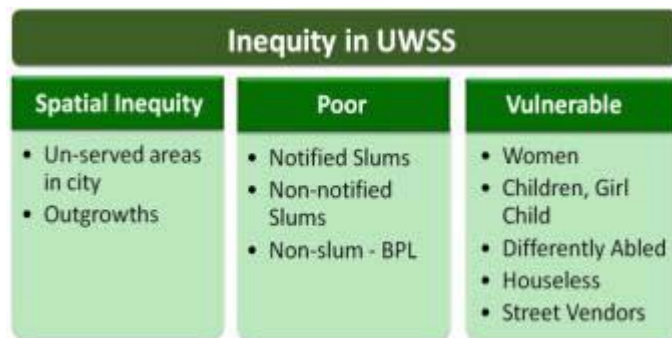 Inequity in UWSS
Spatial Inequity
• Un-served areas
in city
• Outgrowths
Poor
• Notified Slums
• Non-notified
Slums
• Non-slum - BPL
Vulnerable
• Women
• Children, Girl
Child
• Differently Abled
• Houseless
• Street Vendors